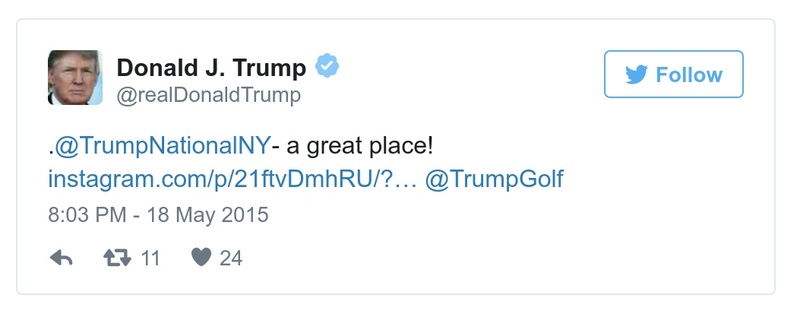 Donald J. Trump
@realDonaldTrump
Follow
.@TrumpNationalNY- a great place!
instagram.com/p/21ftvDmhRU/?… @TrumpGolf
8:03 PM - 18 May 2015
11 24